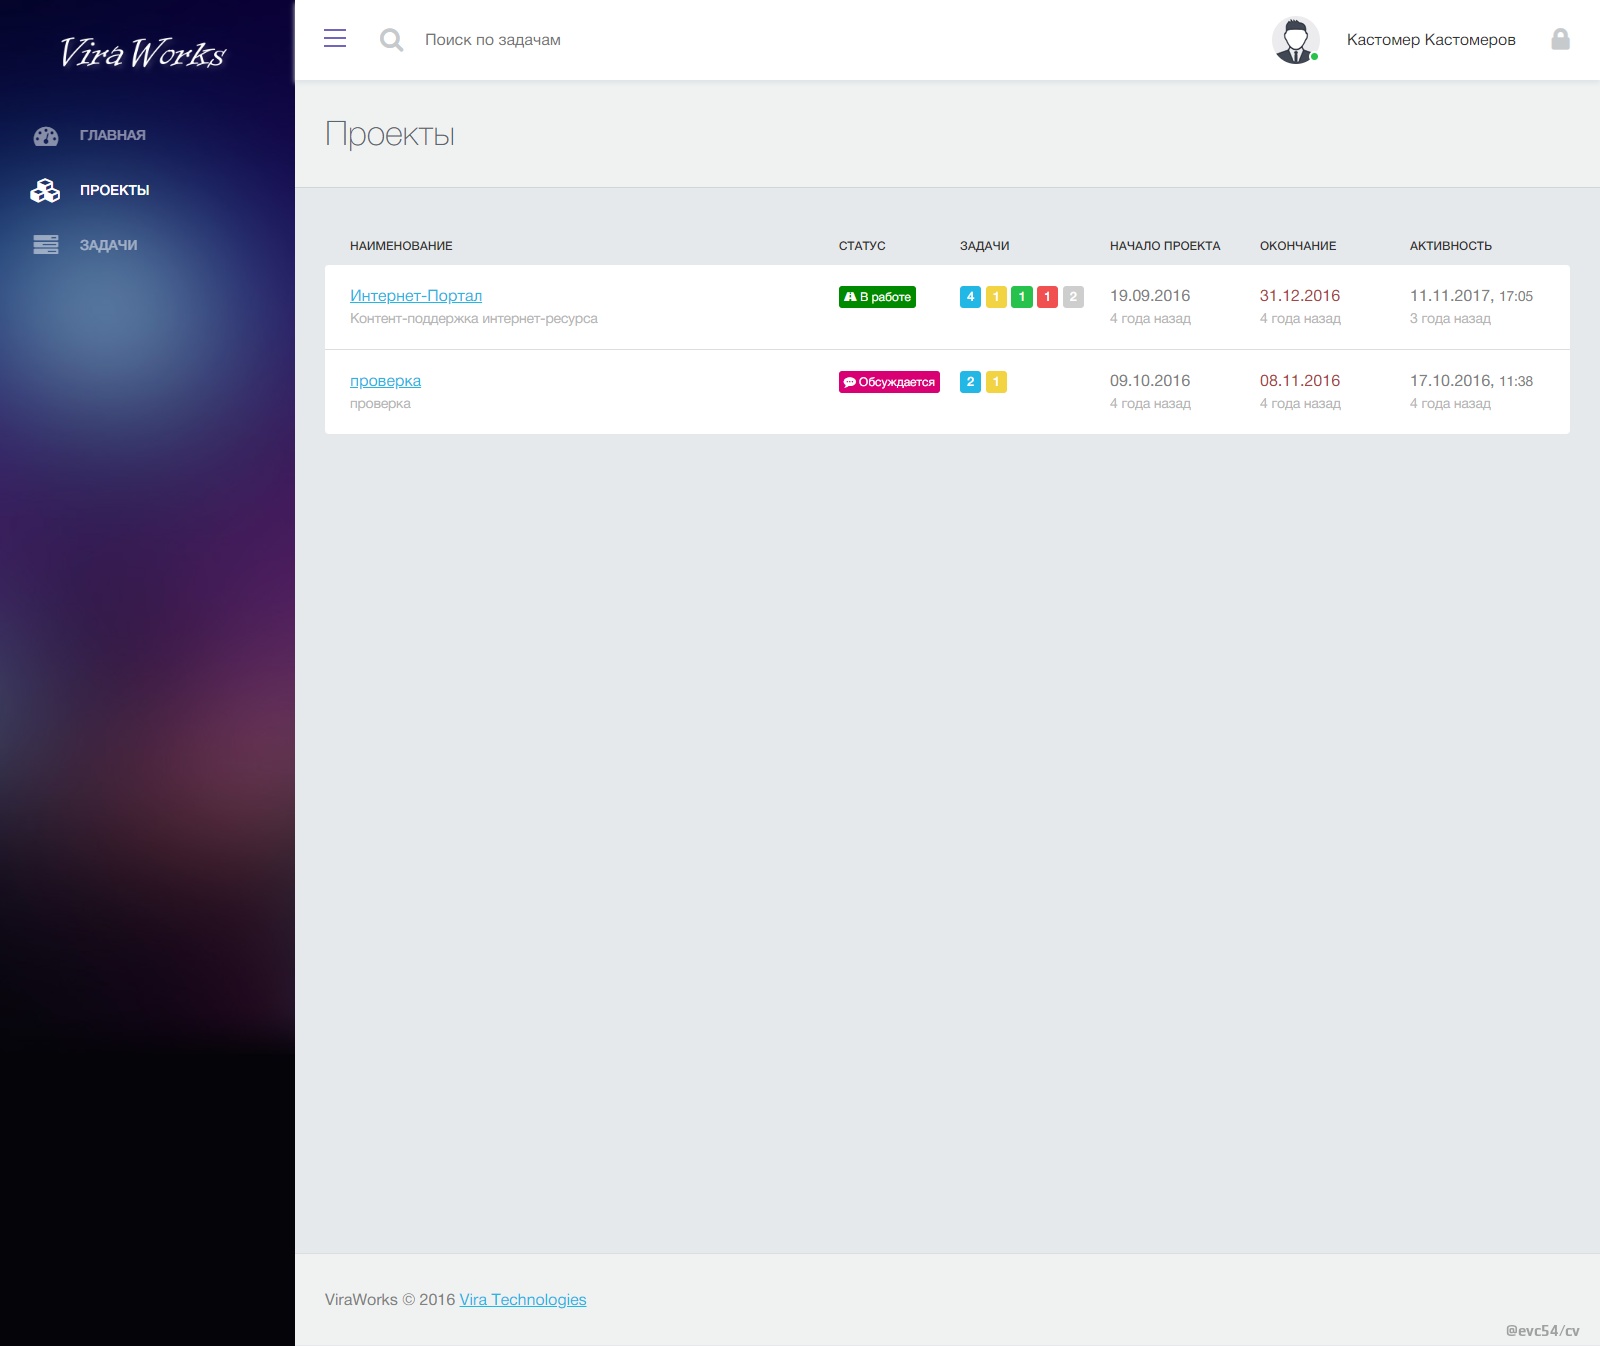 Vira Works
ГЛАВНАЯ
ПРОЕКТЫ
ЗАДАЧИ
Поиск по задачам
Кастомер Кастомеров
Проекты
НАИМЕНОВАНИЕ СТАТУС ЗАДАЧИ НАЧАЛО ПРОЕКТА ОКОНЧАНИЕ АКТИВНОСТЬ
Интернет-Портал В работе 4 1 1 1 2 19.09.2016 31.12.2016 11.11.2017, 17:05
Контент-поддержка интернет-ресурса 4 года назад 4 года назад 3 года назад
проверка Обсуждается 2 1 09.10.2016 08.11.2016 17.10.2016, 11:38
проверка 4 года назад 4 года назад 4 года назад
ViraWorks © 2016 Vira Technologies
@evc54/cv